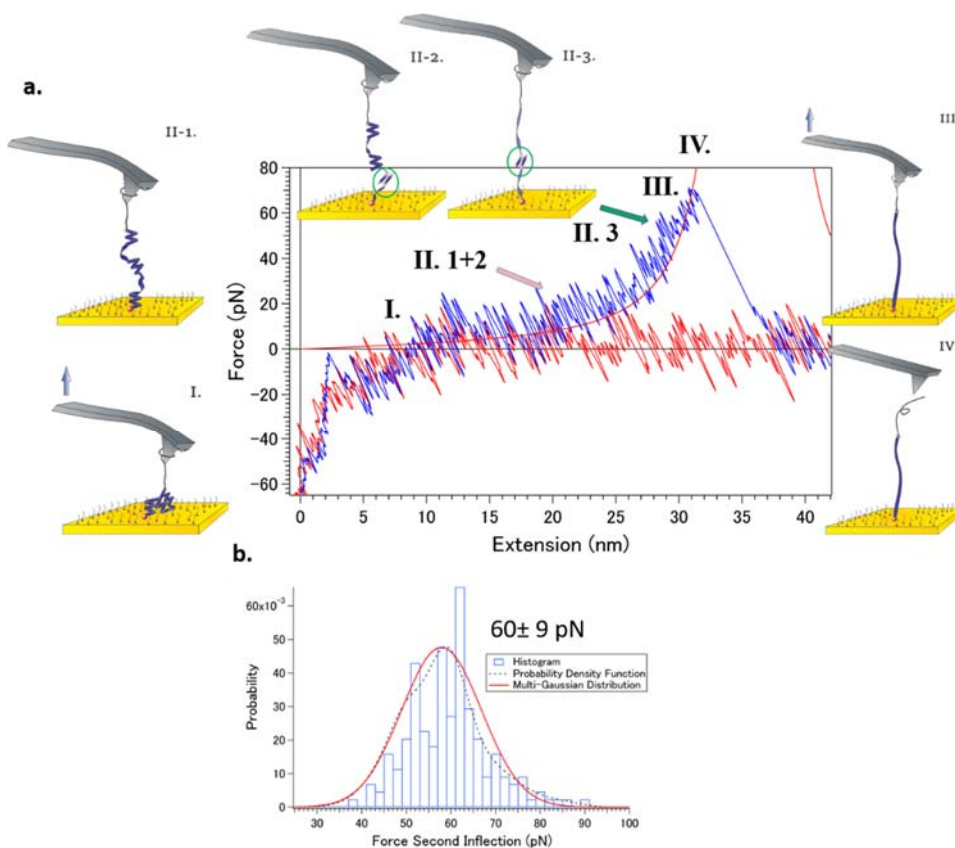 a.
II-1.
II-2.
II-3.
III
I.
IV
80
60
40
20
0
−20
−40
−60
Force (pN)
I.
II. 1+2
II. 3
III.
IV.
0 5 10 15 20 25 30 35 40
Extension (nm)
b.
60x10⁻³
50
40
30
20
10
0
Probability
60± 9 pN
Histogram
Probability Density Function
Multi-Gaussian Distribution
30 40 50 60 70 80 90 100
Force Second Inflection (pN)